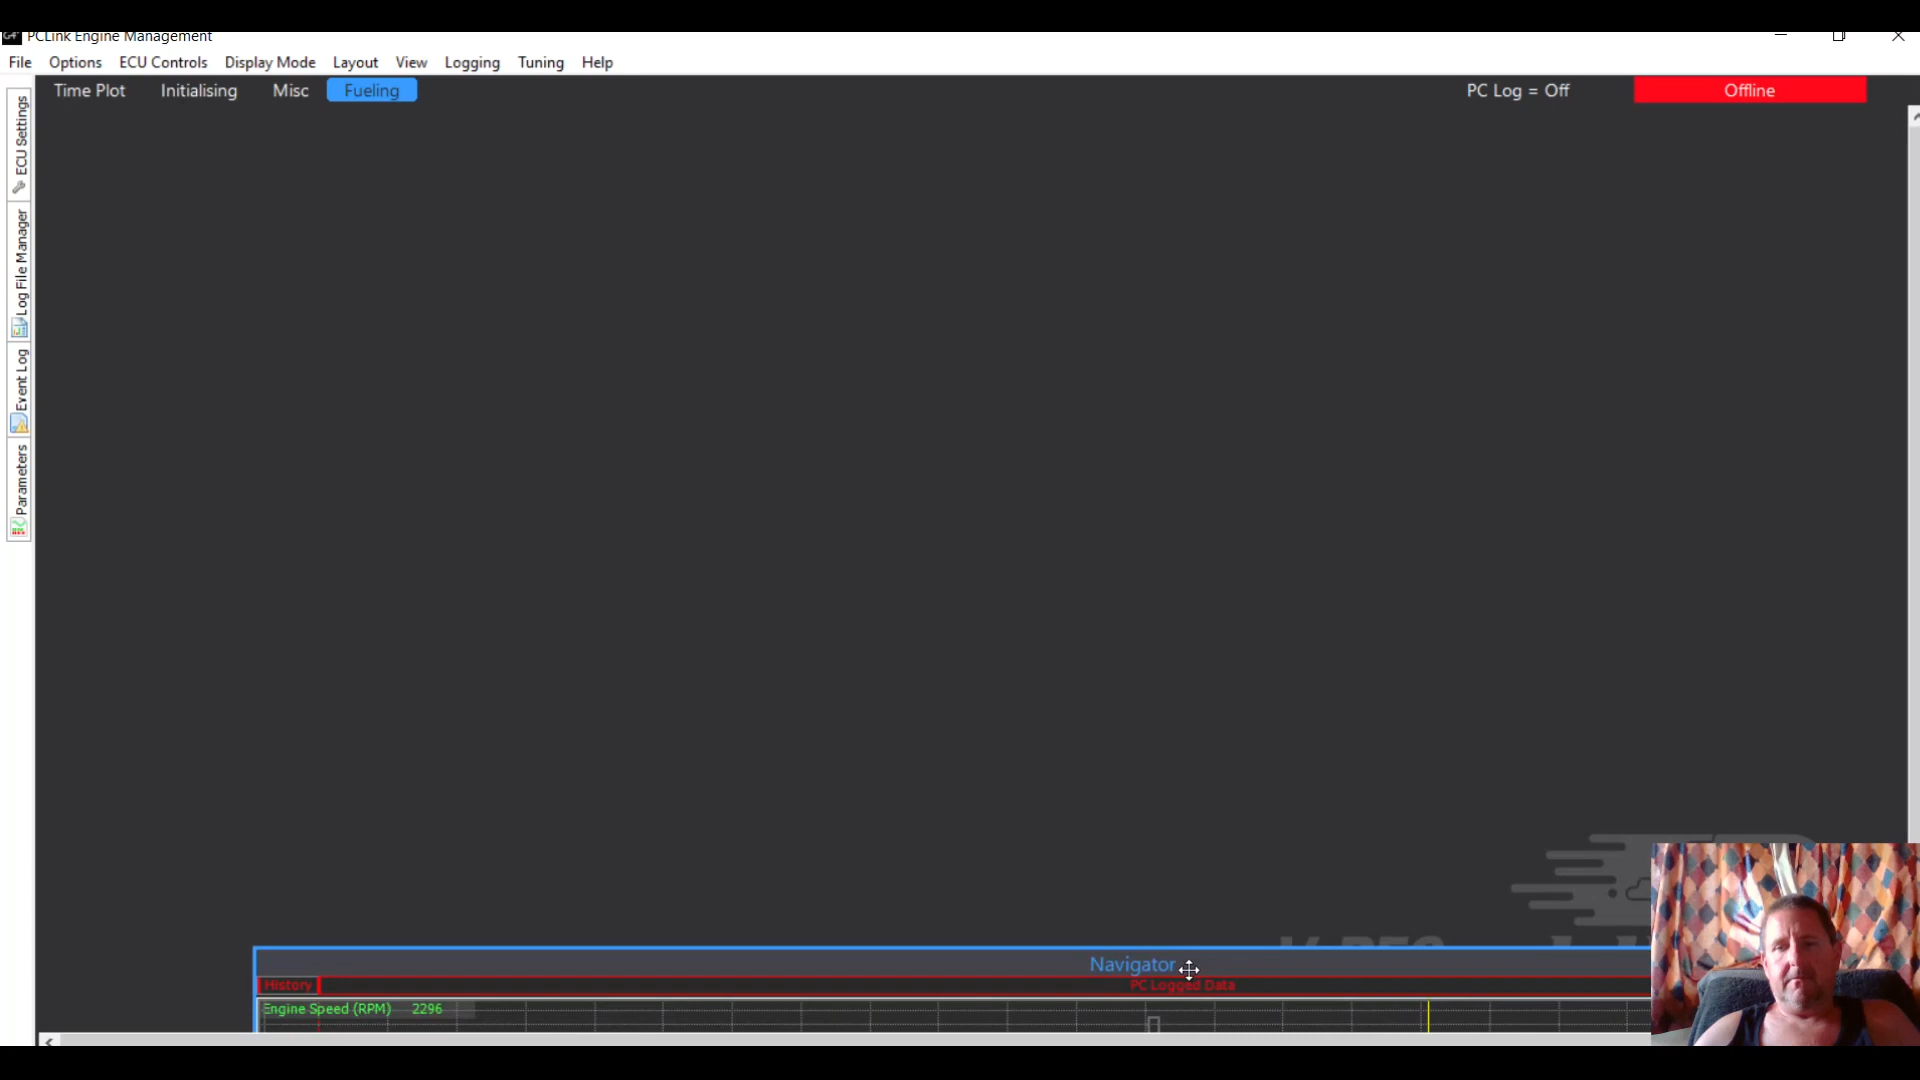 PCLink Engine Management
File Options ECU Controls Display Mode Layout View Logging Tuning Help
Time Plot Initialising Misc Fueling PC Log = Off Offline
ECU Settings
Log File Manager
Event Log
Parameters
Navigator
History PC Logged Data
Engine Speed (RPM) 2296